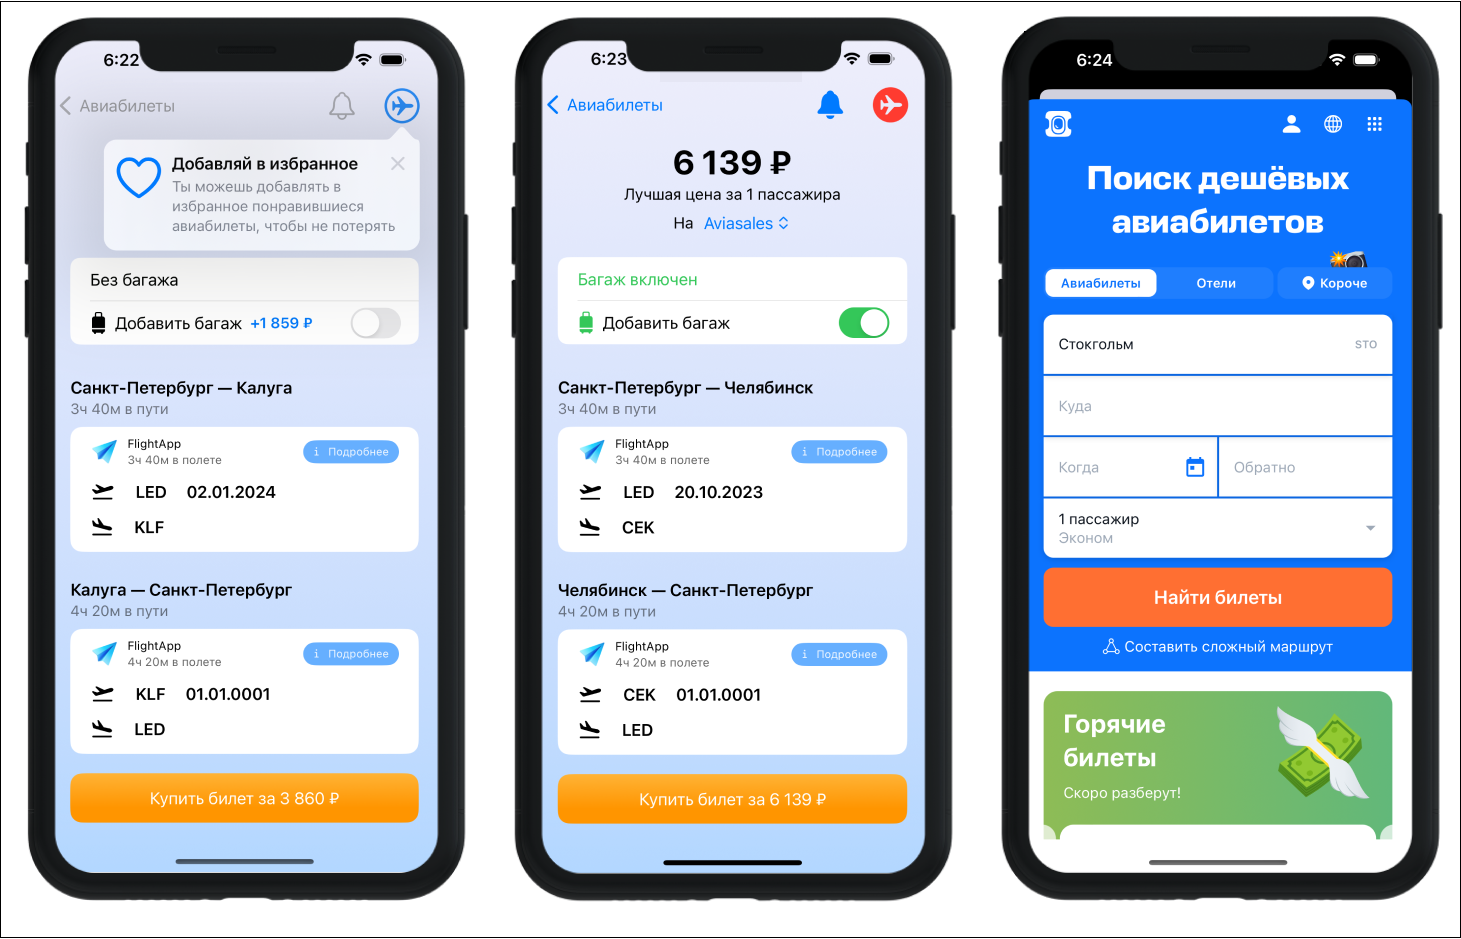 6:22
Авиабилеты
Добавляй в избранное
Ты можешь добавлять в
избранное понравившиеся
авиабилеты, чтобы не потерять
Без багажа
Добавить багаж +1 859 ₽
Санкт-Петербург — Калуга
3ч 40м в пути
FlightApp
3ч 40м в полете
i Подробнее
LED 02.01.2024
KLF
Калуга — Санкт-Петербург
4ч 20м в пути
FlightApp
4ч 20м в полете
i Подробнее
KLF 01.01.0001
LED
Купить билет за 3 860 ₽
6:23
Авиабилеты
6 139 ₽
Лучшая цена за 1 пассажира
На Aviasales
Багаж включен
Добавить багаж
Санкт-Петербург — Челябинск
3ч 40м в пути
FlightApp
3ч 40м в полете
i Подробнее
LED 20.10.2023
CEK
Челябинск — Санкт-Петербург
4ч 20м в пути
FlightApp
4ч 20м в полете
i Подробнее
CEK 01.01.0001
LED
Купить билет за 6 139 ₽
6:24
Поиск дешёвых
авиабилетов
Авиабилеты Отели Короче
Стокгольм STO
Куда
Когда Обратно
1 пассажир
Эконом
Найти билеты
Составить сложный маршрут
Горячие
билеты
Скоро разберут!